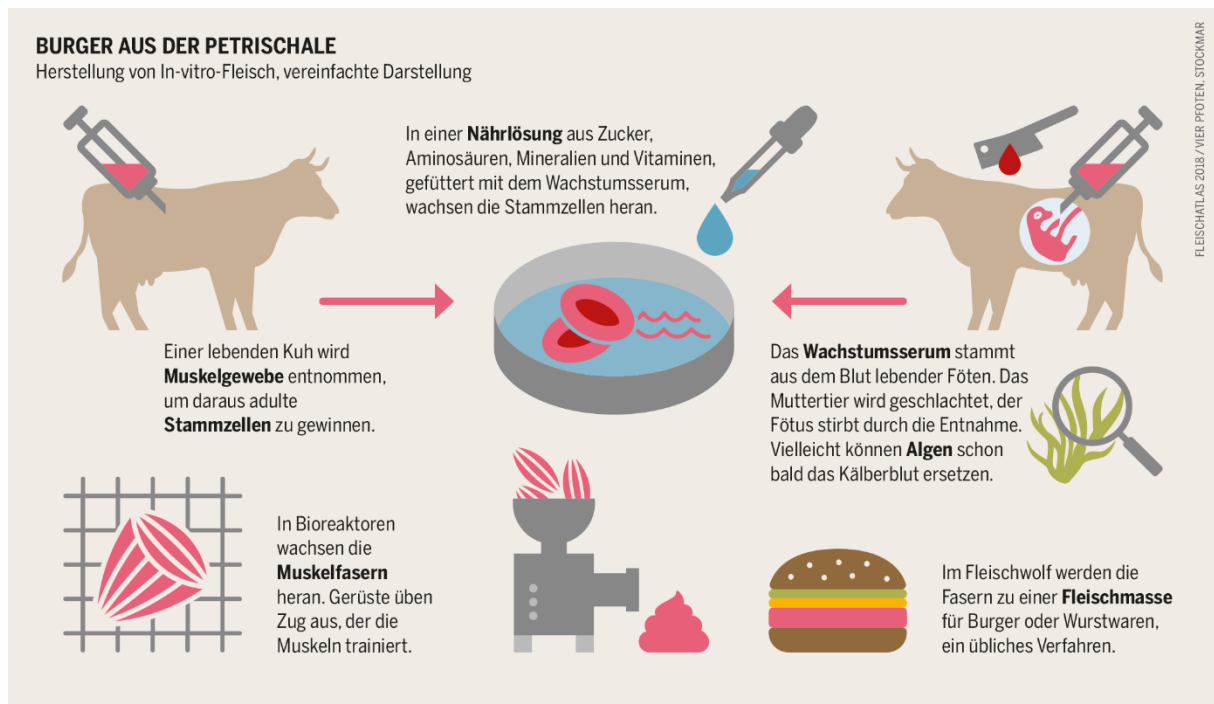 BURGER AUS DER PETRISCHALE
Herstellung von In-vitro-Fleisch, vereinfachte Darstellung
In einer Nährlösung aus Zucker,
Aminosäuren, Mineralien und Vitaminen,
gefüttert mit dem Wachstumsserum,
wachsen die Stammzellen heran.
Einer lebenden Kuh wird
Muskelgewebe entnommen,
um daraus adulte
Stammzellen zu gewinnen.
Das Wachstumsserum stammt
aus dem Blut lebender Föten. Das
Muttertier wird geschlachtet, der
Fötus stirbt durch die Entnahme.
Vielleicht können Algen schon
bald das Kälberblut ersetzen.
In Bioreaktoren
wachsen die
Muskelfasern
heran. Gerüste üben
Zug aus, der die
Muskeln trainiert.
Im Fleischwolf werden die
Fasern zu einer Fleischmasse
für Burger oder Wurstwaren,
ein übliches Verfahren.
FLEISCHATLAS 2018 / VIER PFOTEN, STOCKMAR